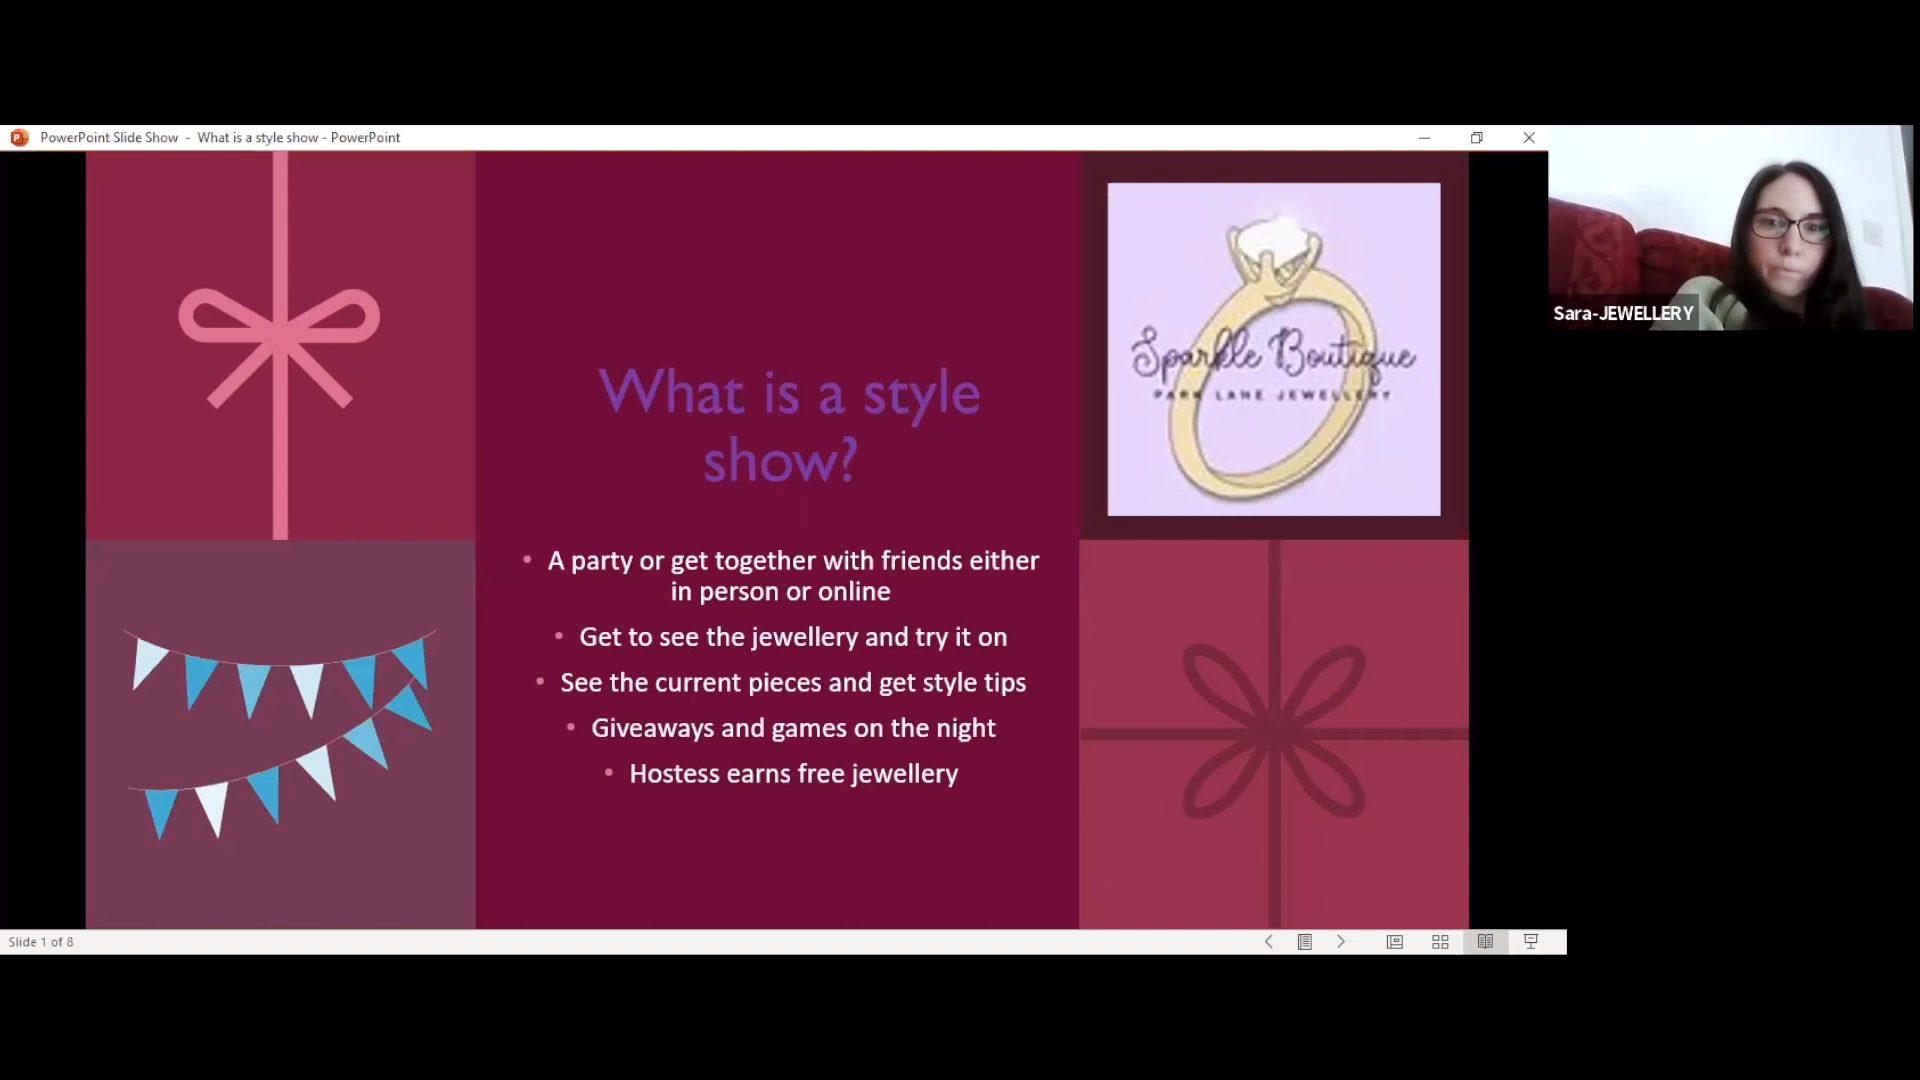 PowerPoint Slide Show - What is a style show - PowerPoint
What is a style
show?
• A party or get together with friends either
in person or online
• Get to see the jewellery and try it on
• See the current pieces and get style tips
• Giveaways and games on the night
• Hostess earns free jewellery
Sparkle Boutique
PARK LANE JEWELLERY
Sara-JEWELLERY
Slide 1 of 8